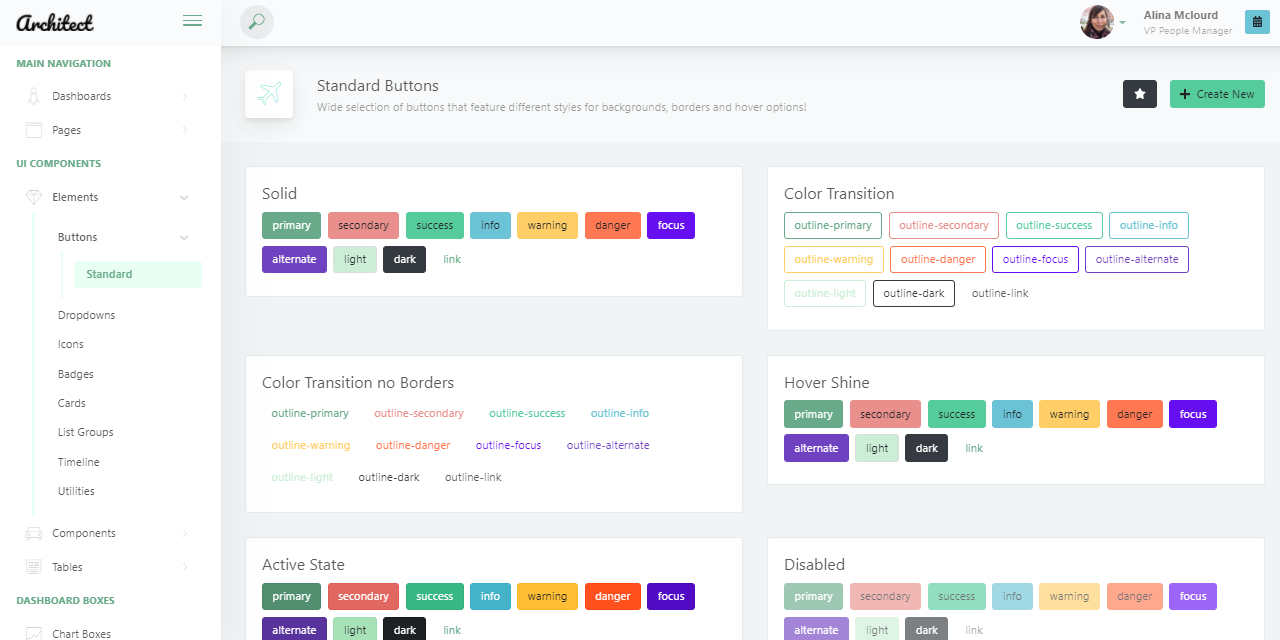 Architect
Alina Mclourd
VP People Manager
MAIN NAVIGATION
Dashboards
Pages
UI COMPONENTS
Elements
Buttons
Standard
Dropdowns
Icons
Badges
Cards
List Groups
Timeline
Utilities
Components
Tables
DASHBOARD BOXES
Chart Boxes
Standard Buttons
Wide selection of buttons that feature different styles for backgrounds, borders and hover options!
Create New
Solid
primary secondary success info warning danger focus
alternate light dark link
Color Transition
outline-primary outline-secondary outline-success outline-info
outline-warning outline-danger outline-focus outline-alternate
outline-light outline-dark outline-link
Color Transition no Borders
outline-primary outline-secondary outline-success outline-info
outline-warning outline-danger outline-focus outline-alternate
outline-light outline-dark outline-link
Hover Shine
primary secondary success info warning danger focus
alternate light dark link
Active State
primary secondary success info warning danger focus
alternate light dark link
Disabled
primary secondary success info warning danger focus
alternate light dark link